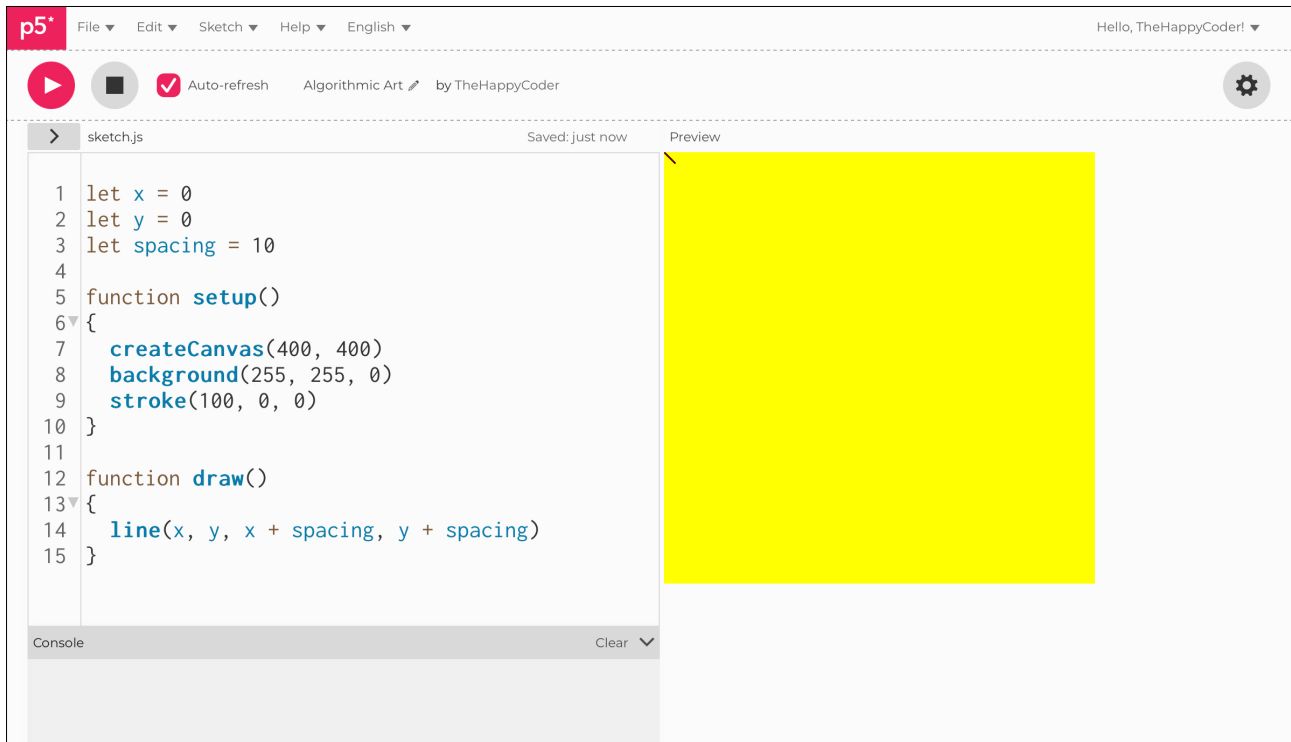 p5* File Edit Sketch Help English Hello, TheHappyCoder!
Auto-refresh Algorithmic Art by TheHappyCoder
sketch.js Saved: just now Preview
1 let x = 0
2 let y = 0
3 let spacing = 10
4
5 function setup()
6 {
7 createCanvas(400, 400)
8 background(255, 255, 0)
9 stroke(100, 0, 0)
10 }
11
12 function draw()
13 {
14 line(x, y, x + spacing, y + spacing)
15 }
Console Clear